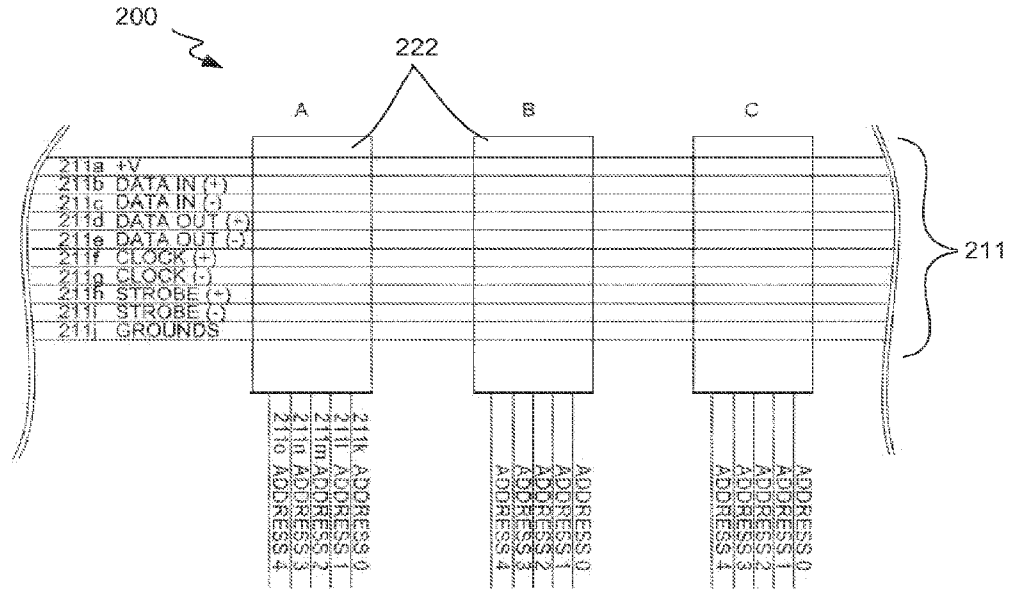 200
222
A B C
211a +V
211b DATA IN (+)
211c DATA IN (-)
211d DATA OUT (+)
211e DATA OUT (-)
211f CLOCK (+)
211g CLOCK (-)
211h STROBE (+)
211i STROBE (-)
211j GROUNDS
211
211k ADDRESS 0
211l ADDRESS 1
211m ADDRESS 2
211n ADDRESS 3
211o ADDRESS 4
ADDRESS 0
ADDRESS 1
ADDRESS 2
ADDRESS 3
ADDRESS 4
ADDRESS 0
ADDRESS 1
ADDRESS 2
ADDRESS 3
ADDRESS 4